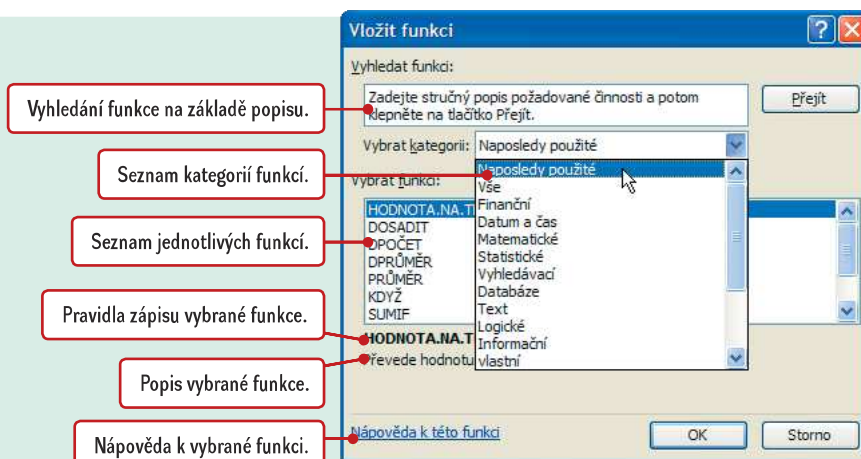 Vložit funkci
Vyhledat funkci:
Zadejte stručný popis požadované činnosti a potom
klepněte na tlačítko Přejít.
Přejít
Vybrat kategorii: Naposledy použité
Vybrat funkci:
Naposledy použité
Vše
Finanční
Datum a čas
Matematické
Statistické
Vyhledávací
Databáze
Text
Logické
Informační
vlastní
HODNOTA.NA.T
DOSADIT
DPOČET
DPRŮMĚR
PRŮMĚR
KDYŽ
SUMIF
HODNOTA.NA.T
Převede hodnotu
Nápověda k této funkci
OK
Storno
Vyhledání funkce na základě popisu.
Seznam kategorií funkcí.
Seznam jednotlivých funkcí.
Pravidla zápisu vybrané funkce.
Popis vybrané funkce.
Nápověda k vybrané funkci.